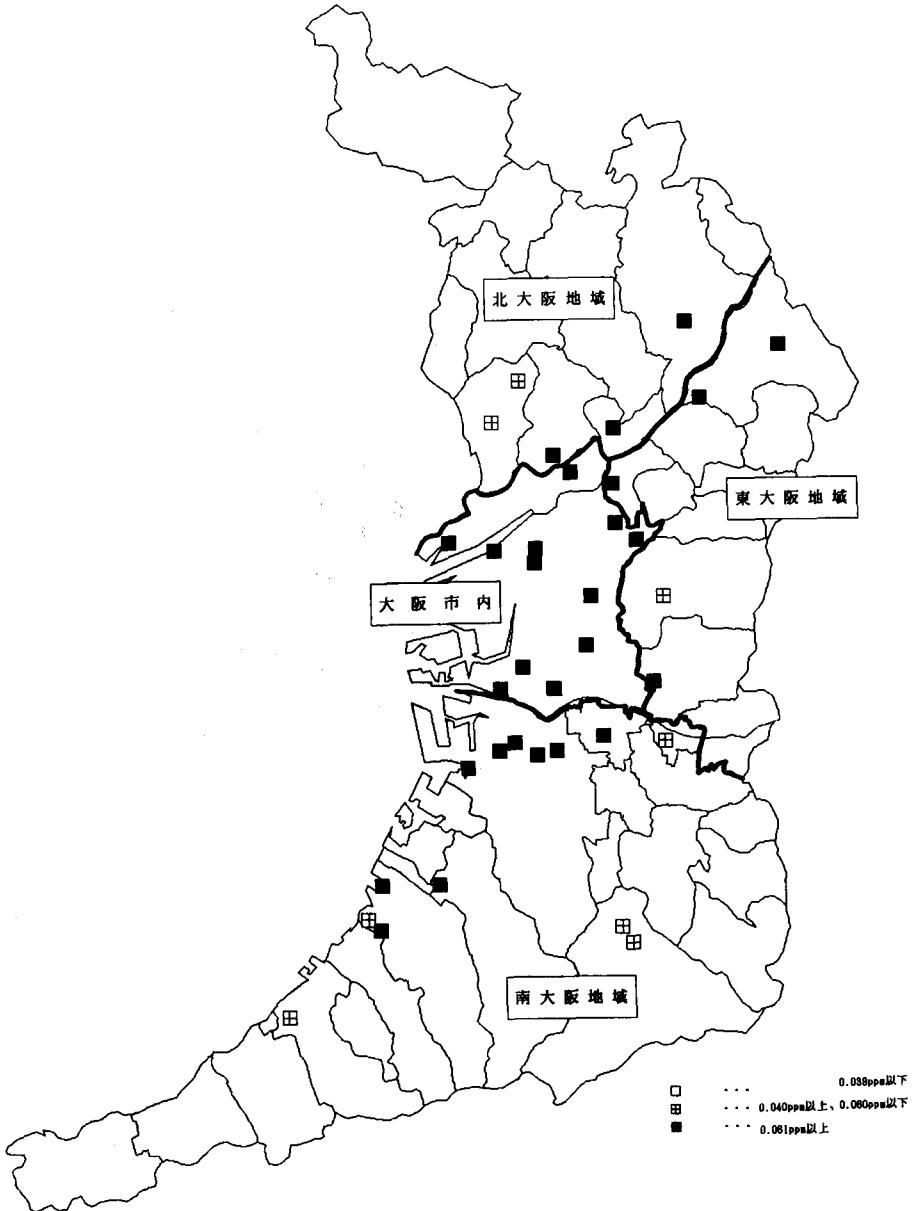 北大阪地域
東大阪地域
大阪市内
南大阪地域
□ ・・・ 0.039ppm以下
田 ・・・ 0.040ppm以上、0.060ppm以下
■ ・・・ 0.061ppm以上